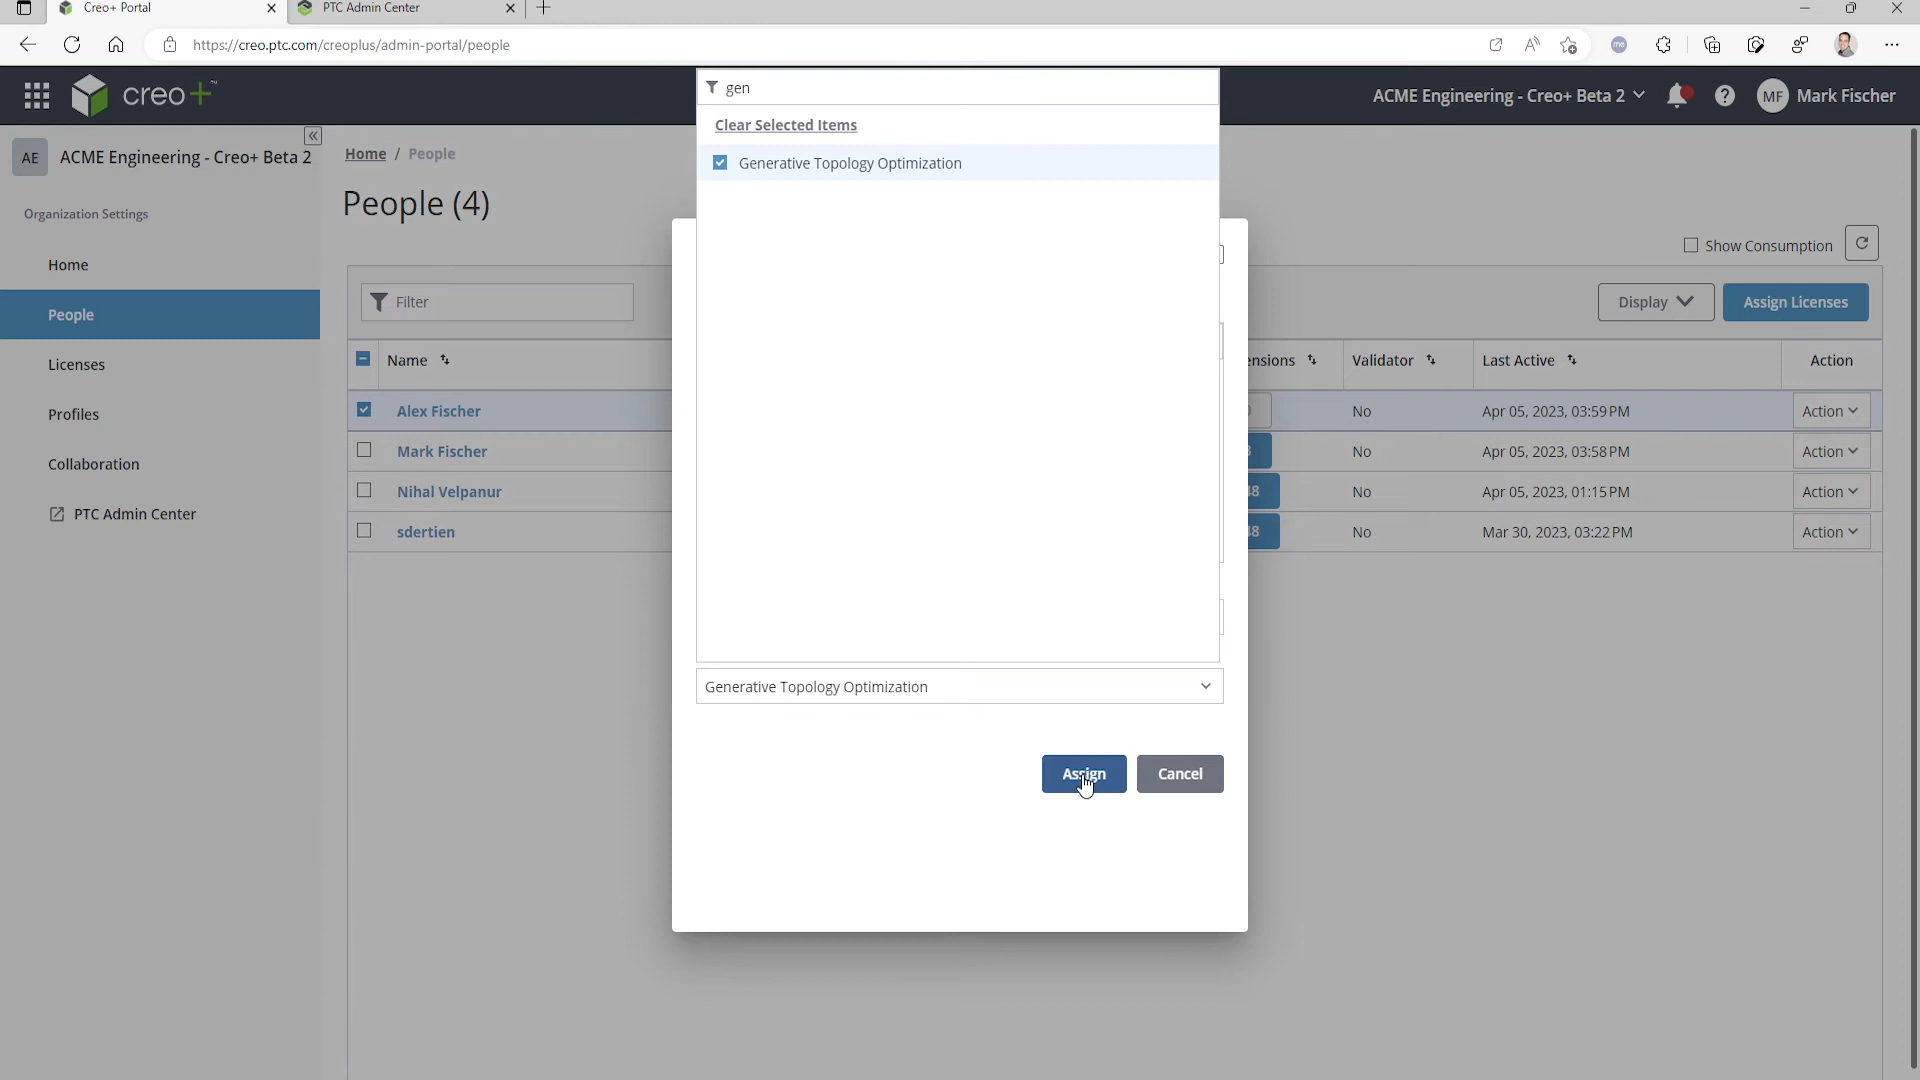 Creo+ Portal
PTC Admin Center
https://creo.ptc.com/creoplus/admin-portal/people
creo+™
ACME Engineering - Creo+ Beta 2
MF Mark Fischer
gen
Clear Selected Items
Generative Topology Optimization
AE ACME Engineering - Creo+ Beta 2
Organization Settings
Home
People
Licenses
Profiles
Collaboration
PTC Admin Center
Home / People
People (4)
Show Consumption
Filter
Display
Assign Licenses
Name
ensions
Validator
Last Active
Action
Alex Fischer No Apr 05, 2023, 03:59 PM Action
Mark Fischer No Apr 05, 2023, 03:58 PM Action
Nihal Velpanur 48 No Apr 05, 2023, 01:15 PM Action
sdertien 48 No Mar 30, 2023, 03:22 PM Action
Generative Topology Optimization
Assign
Cancel